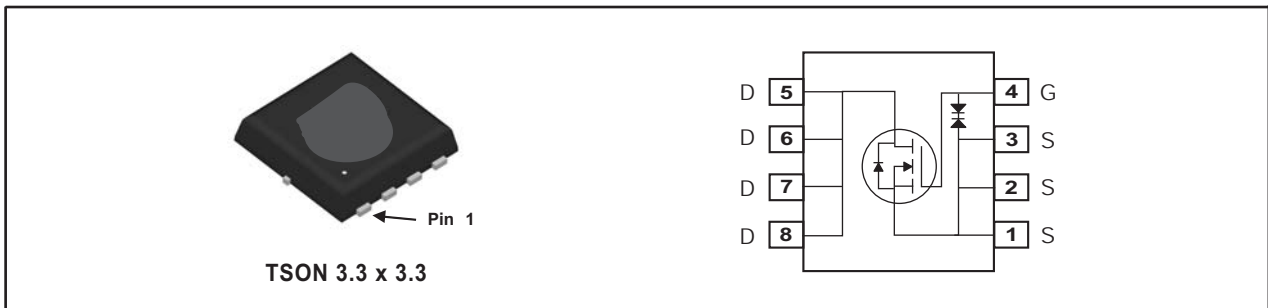 Pin 1
TSON 3.3 x 3.3
D 5
D 6
D 7
D 8
4 G
3 S
2 S
1 S